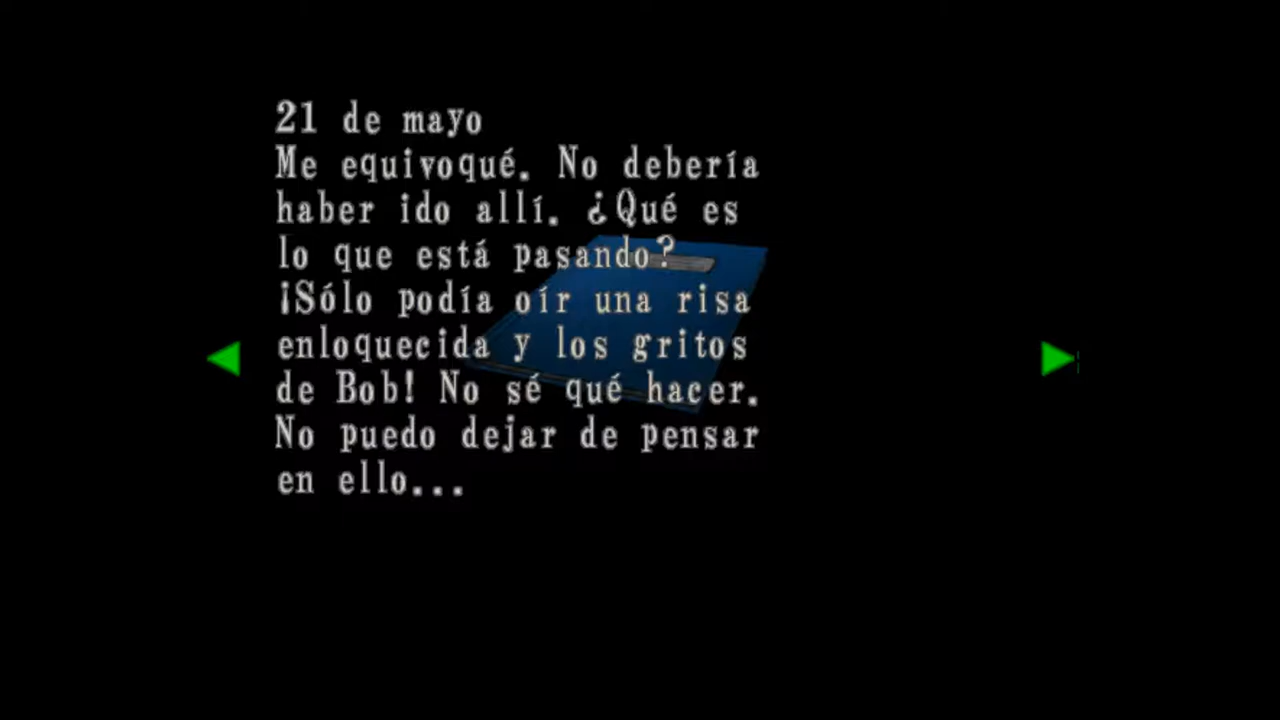 21 de mayo
Me equivoqué. No debería
haber ido allí. ¿Qué es
lo que está pasando?
¡Sólo podía oír una risa
enloquecida y los gritos
de Bob! No sé qué hacer.
No puedo dejar de pensar
en ello...